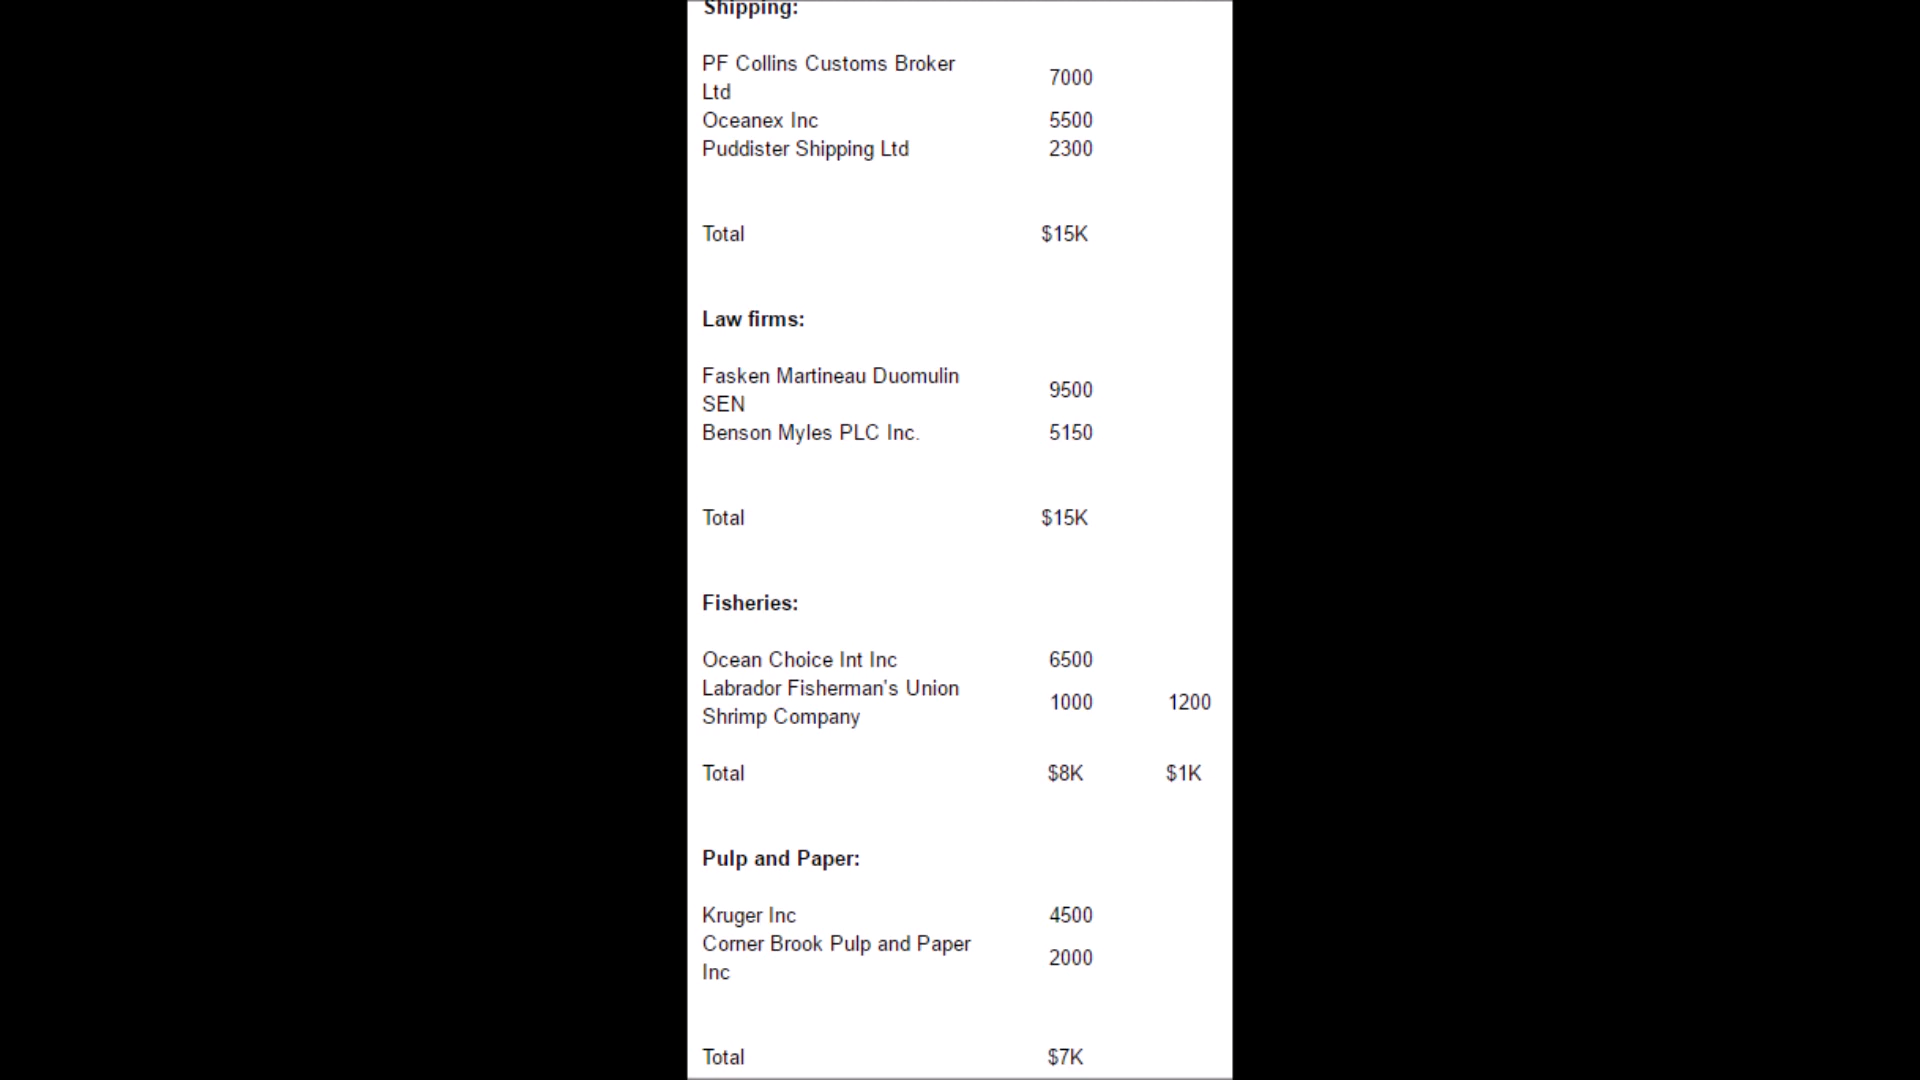 Shipping:
PF Collins Customs Broker
Ltd
7000
Oceanex Inc 5500
Puddister Shipping Ltd 2300
Total $15K
Law firms:
Fasken Martineau Duomulin
SEN
9500
Benson Myles PLC Inc. 5150
Total $15K
Fisheries:
Ocean Choice Int Inc 6500
Labrador Fisherman's Union
Shrimp Company
1000 1200
Total $8K $1K
Pulp and Paper:
Kruger Inc 4500
Corner Brook Pulp and Paper
Inc
2000
Total $7K